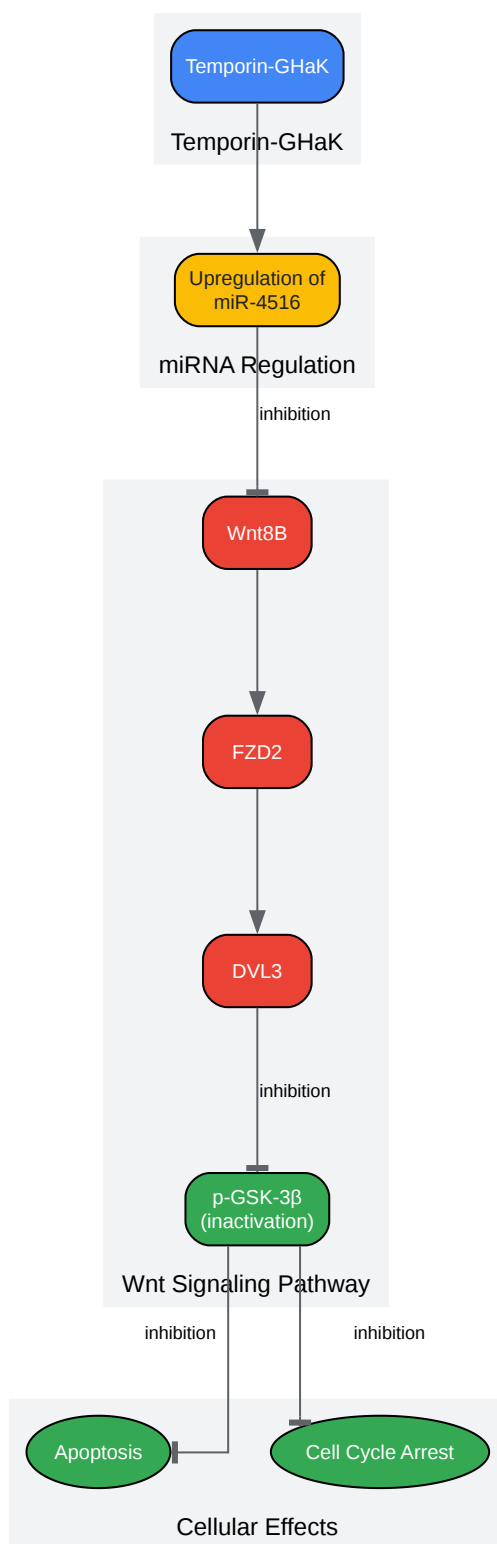 Temporin-GHaK
Temporin-GHaK
Upregulation of
miR-4516
miRNA Regulation
inhibition
Wnt8B
FZD2
DVL3
inhibition
p-GSK-3β
(inactivation)
Wnt Signaling Pathway
inhibition
inhibition
Apoptosis
Cell Cycle Arrest
Cellular Effects